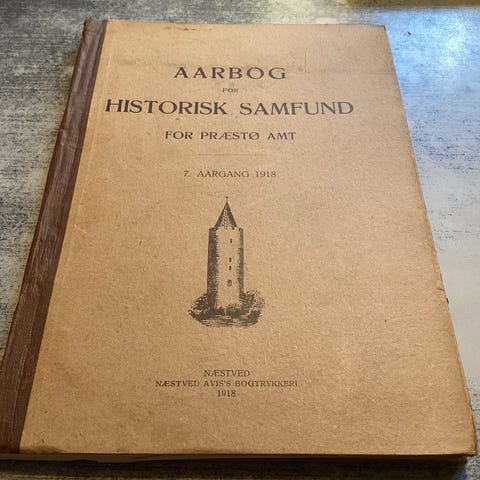 AARBOG
FOR
HISTORISK SAMFUND
FOR PRÆSTØ AMT
7. AARGANG 1918
NÆSTVED
NÆSTVED AVIS'S BOGTRYKKERI
1918